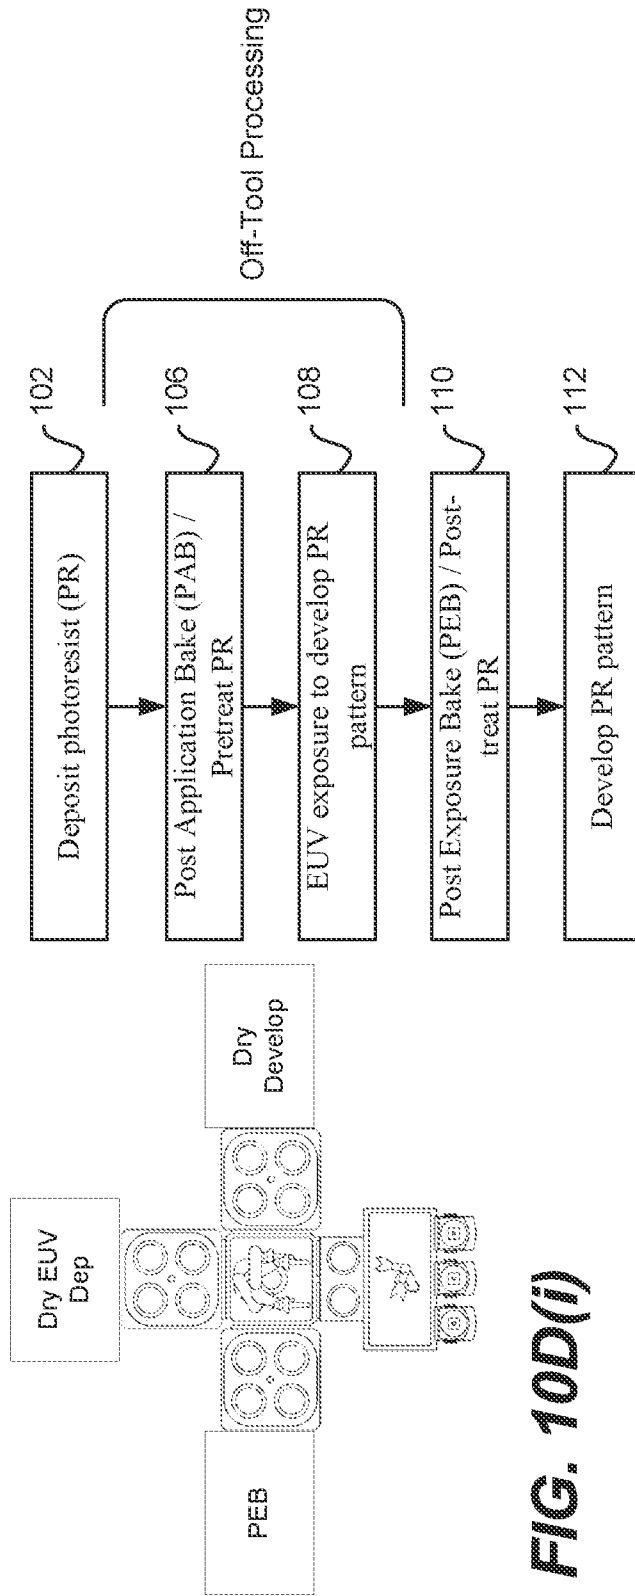 Dry EUV
Dep
PEB
Dry
Develop
FIG. 10D(i)
Deposit photoresist (PR)
102
Post Application Bake (PAB) /
Pretreat PR
106
EUV exposure to develop PR
pattern
108
Post Exposure Bake (PEB) / Post-
treat PR
110
Develop PR pattern
112
Off-Tool Processing